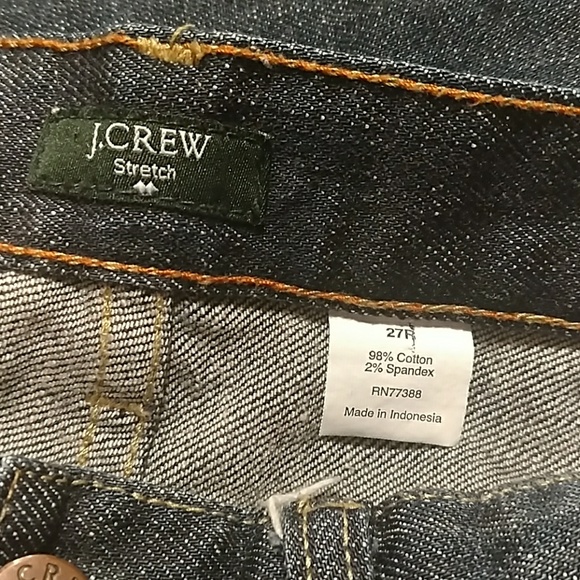 J.CREW
Stretch
27R
98% Cotton
2% Spandex
RN77388
Made in Indonesia
C.R